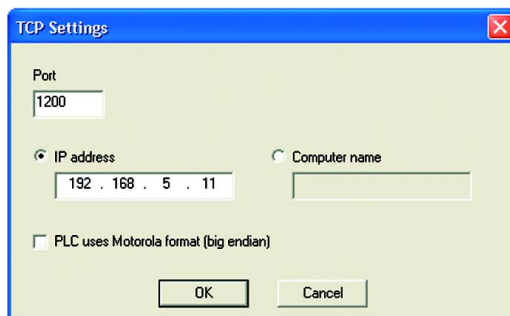 TCP Settings
Port
1200
IP address
Computer name
192 . 168 . 5 . 11
PLC uses Motorola format (big endian)
OK
Cancel